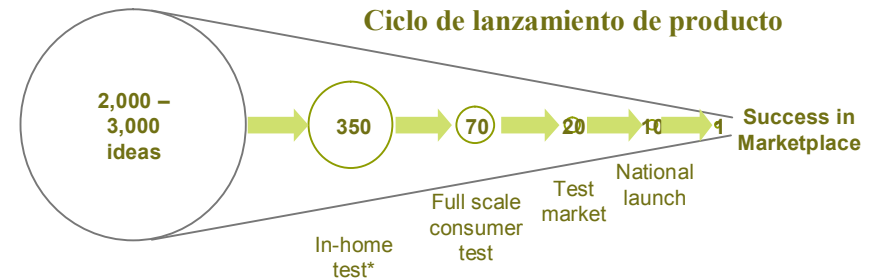 Ciclo de lanzamiento de producto
2,000 –
3,000
ideas
350
70
20
10
1
Success in
Marketplace
In-home
test*
Full scale
consumer
test
Test
market
National
launch